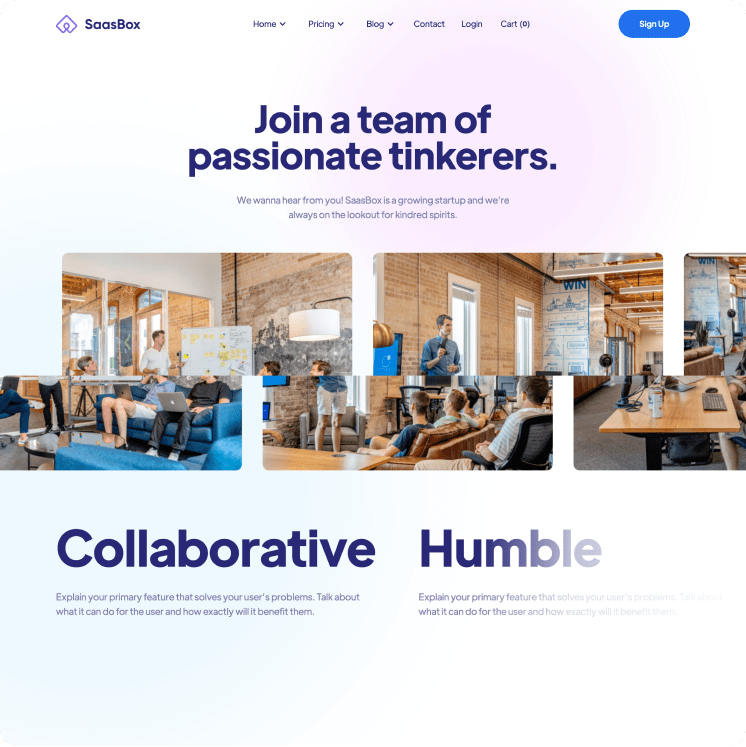 SaasBox
Home
Pricing
Blog
Contact
Login
Cart (0)
Sign Up
Join a team of
passionate tinkerers.
We wanna hear from you! SaasBox is a growing startup and we're
always on the lookout for kindred spirits.
WIN
WIN
Collaborative
Explain your primary feature that solves your user's problems. Talk about
what it can do for the user and how exactly will it benefit them.
Humble
Explain your primary feature that solves your user's problems. Talk about
what it can do for the user and how exactly will it benefit them.